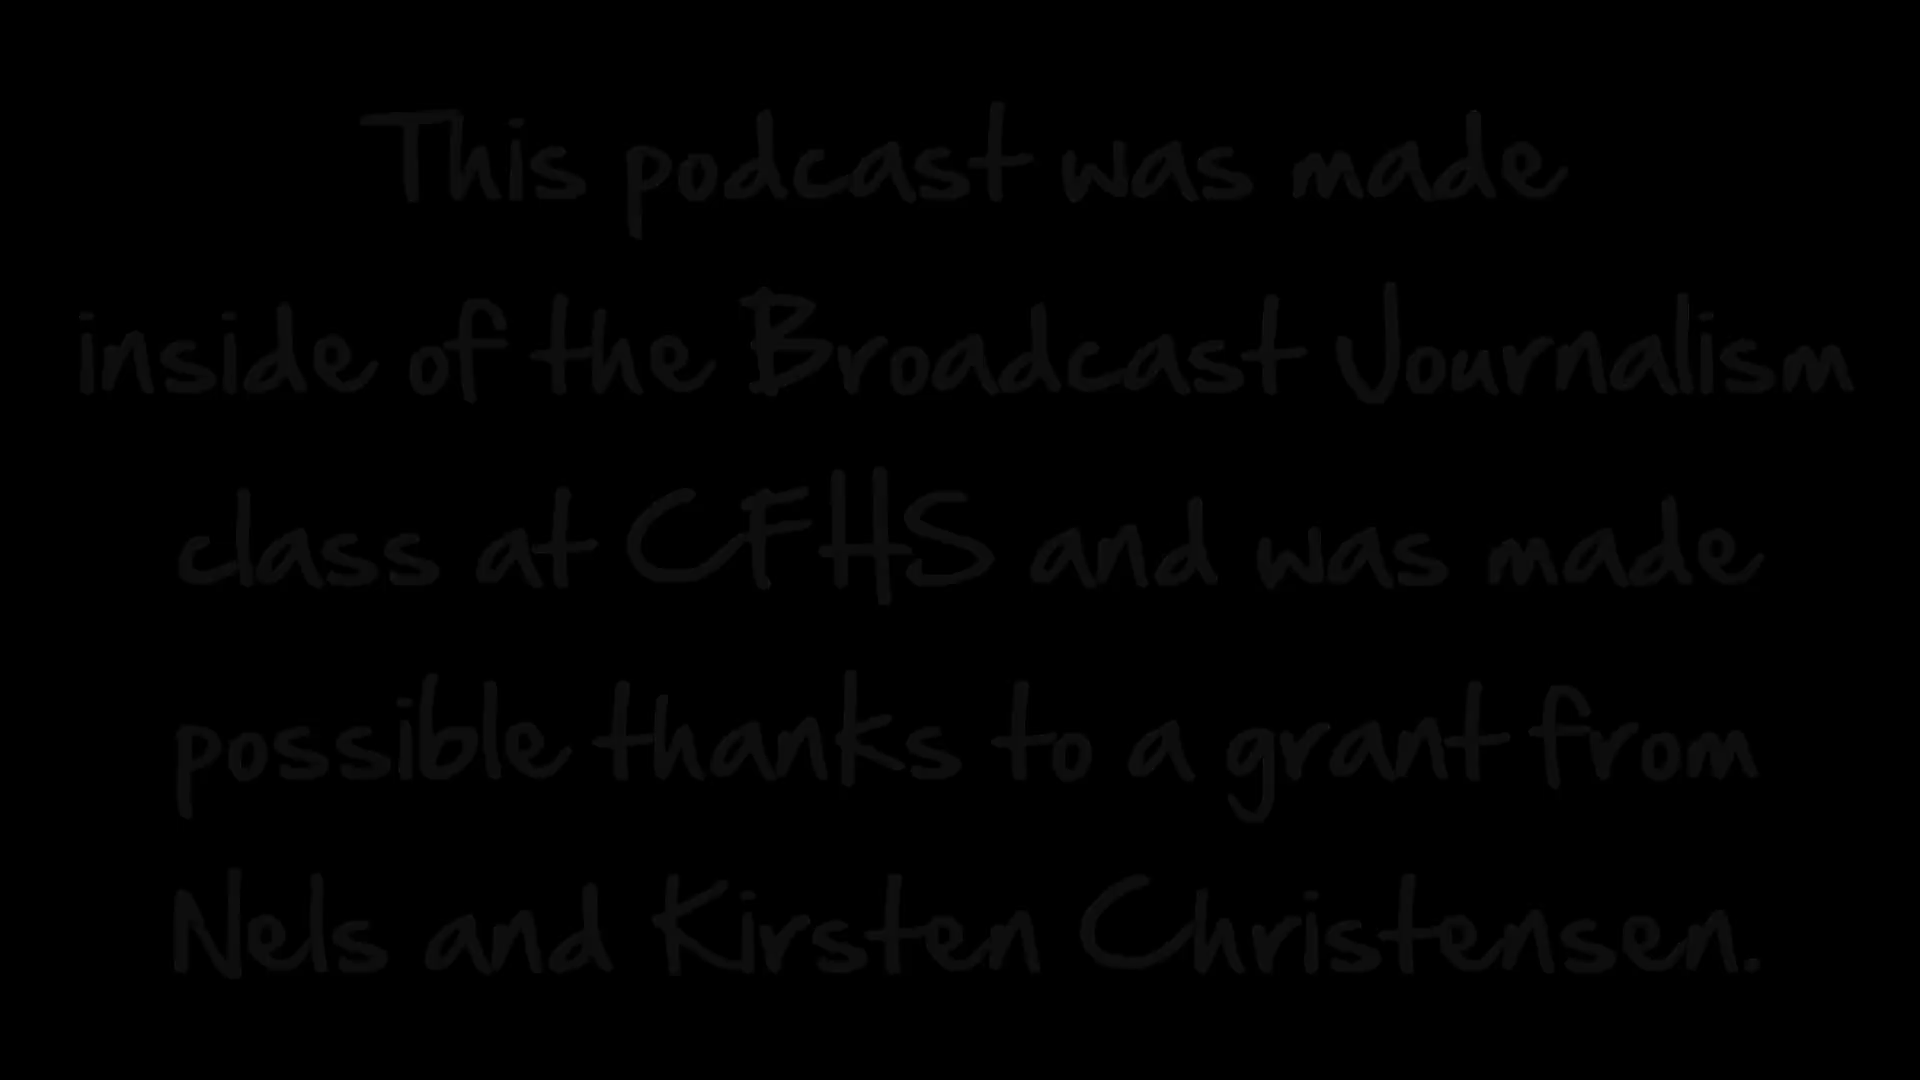 This podcast was made
inside of the Broadcast Journalism
class at CFHS and was made
possible thanks to a grant from
Nels and Kirsten Christensen.